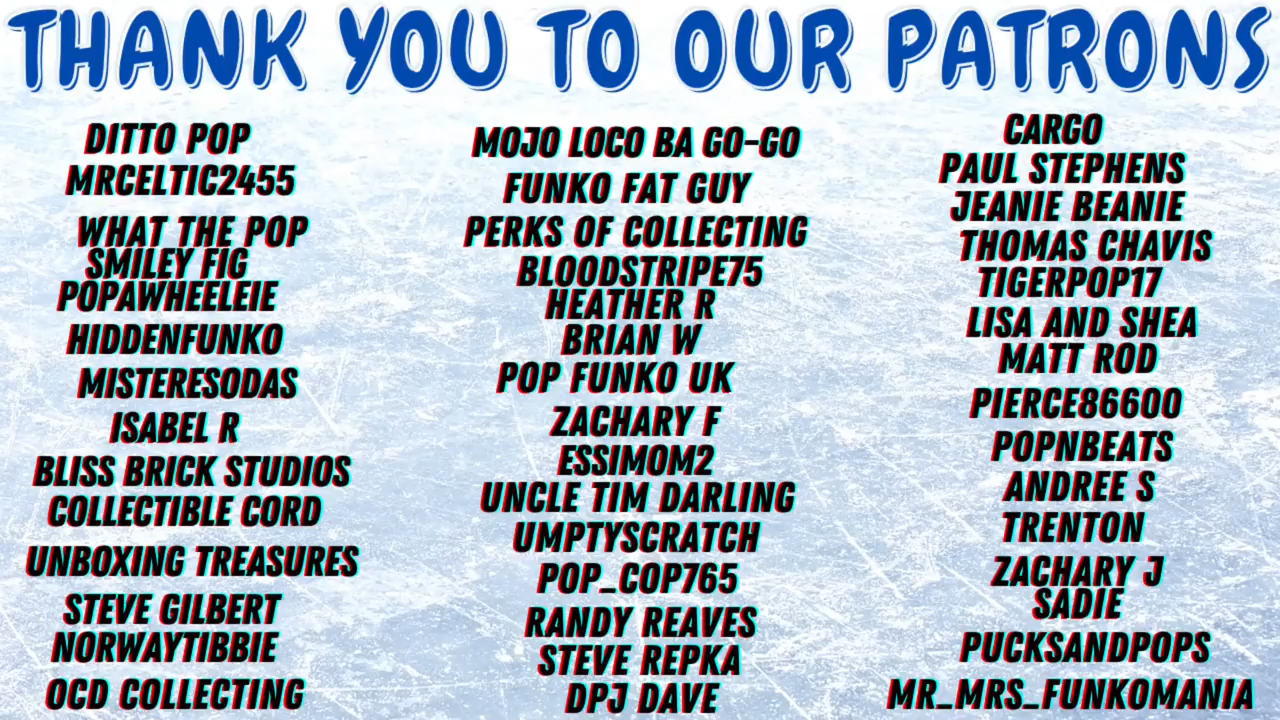 THANK YOU TO OUR PATRONS
DITTO POP
MRCELTIC2455
WHAT THE POP
SMILEY FIG
POPAWHEELEIE
HIDDENFUNKO
MISTERESODAS
ISABEL R
BLISS BRICK STUDIOS
COLLECTIBLE CORD
UNBOXING TREASURES
STEVE GILBERT
NORWAYTIBBIE
OCD COLLECTING
MOJO LOCO BA GO-GO
FUNKO FAT GUY
PERKS OF COLLECTING
BLOODSTRIPE75
HEATHER R
BRIAN W
POP FUNKO UK
ZACHARY F
ESSIMOM2
UNCLE TIM DARLING
UMPTYSCRATCH
POP_COP765
RANDY REAVES
STEVE REPKA
DPJ DAVE
CARGO
PAUL STEPHENS
JEANIE BEANIE
THOMAS CHAVIS
TIGERPOP17
LISA AND SHEA
MATT ROD
PIERCE86600
POPNBEATS
ANDREE S
TRENTON
ZACHARY J
SADIE
PUCKSANDPOPS
MR_MRS_FUNKOMANIA